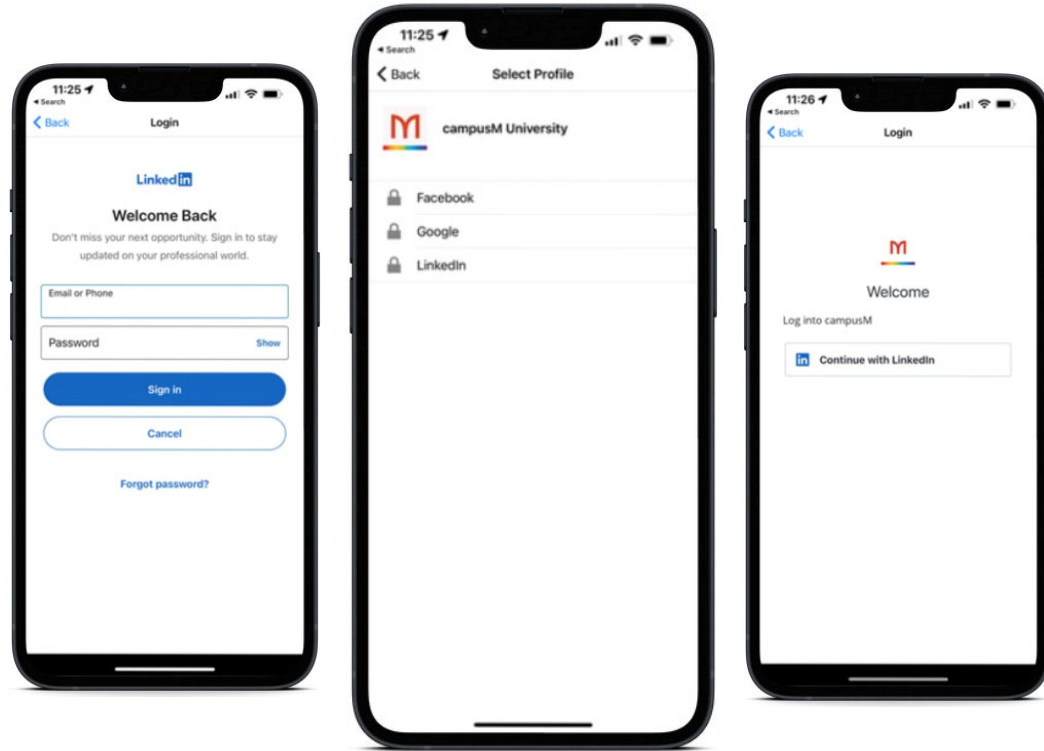 11:25
◀ Search
Back
Login
Linked in
Welcome Back
Don't miss your next opportunity. Sign in to stay
updated on your professional world.
Email or Phone
Password
Show
Sign in
Cancel
Forgot password?
11:25
◀ Search
Back
Select Profile
campusM University
Facebook
Google
LinkedIn
11:26
◀ Search
Back
Login
Welcome
Log into campusM
in Continue with LinkedIn